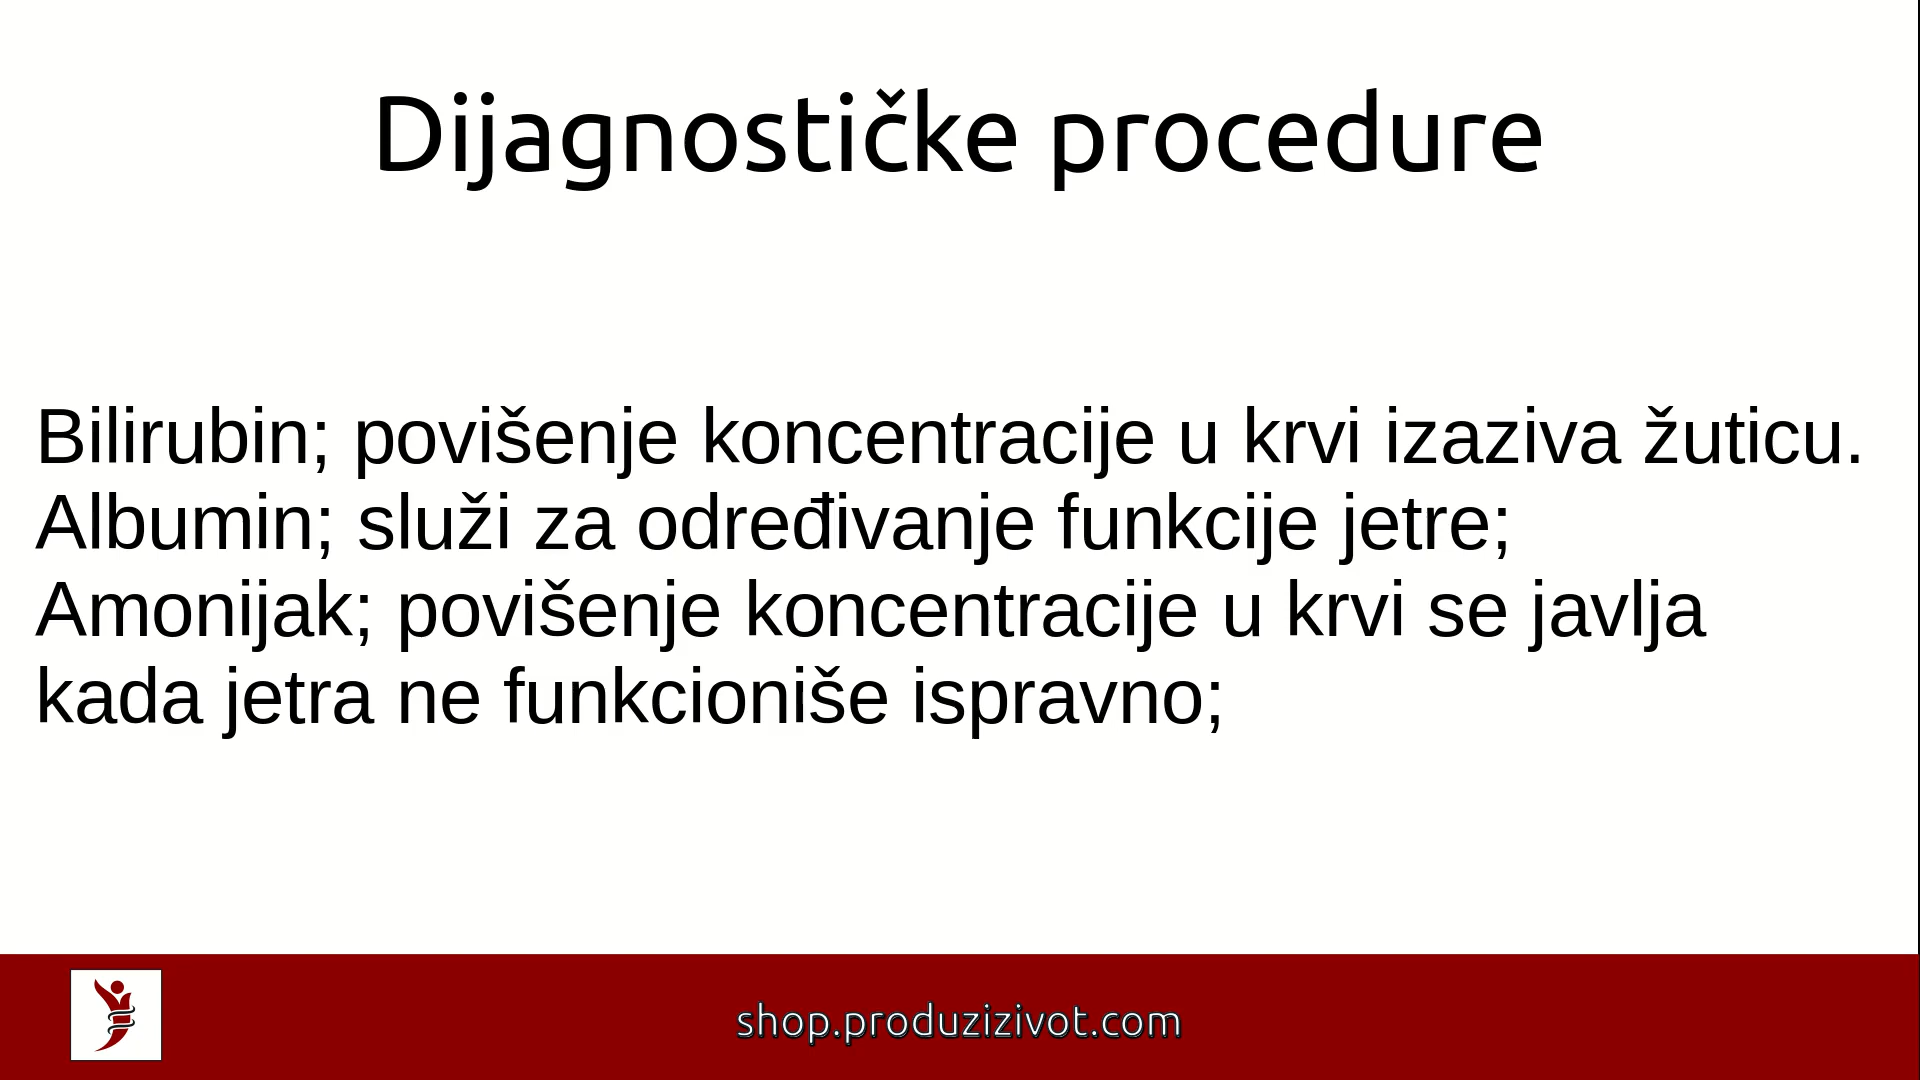 Dijagnostičke procedure
Bilirubin; povišenje koncentracije u krvi izaziva žuticu.
Albumin; služi za određivanje funkcije jetre;
Amonijak; povišenje koncentracije u krvi se javlja
kada jetra ne funkcioniše ispravno;
shop.produzizivot.com